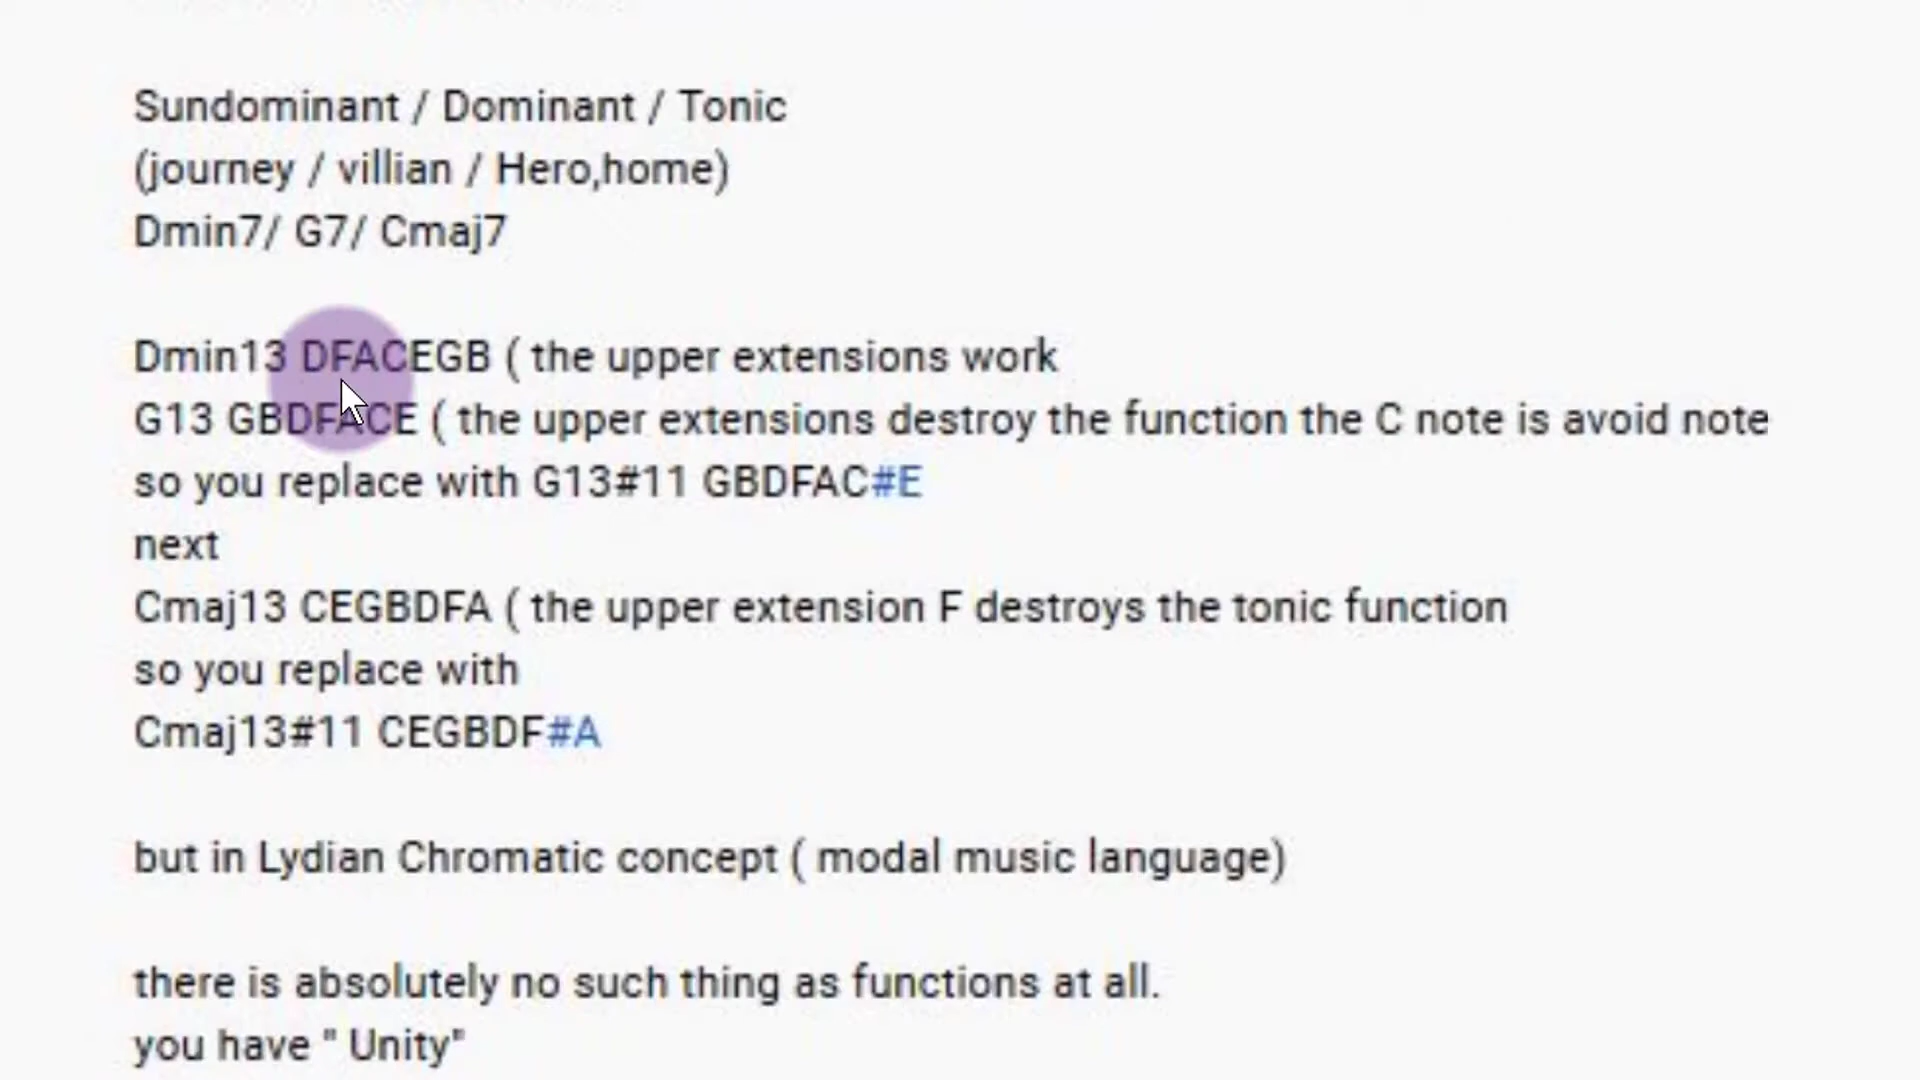 Sundominant / Dominant / Tonic
(journey / villian / Hero,home)
Dmin7/ G7/ Cmaj7
Dmin13 DFACEGB ( the upper extensions work
G13 GBDFACE ( the upper extensions destroy the function the C note is avoid note
so you replace with G13#11 GBDFAC#E
next
Cmaj13 CEGBDFA ( the upper extension F destroys the tonic function
so you replace with
Cmaj13#11 CEGBDF#A
but in Lydian Chromatic concept ( modal music language)
there is absolutely no such thing as functions at all.
you have " Unity"